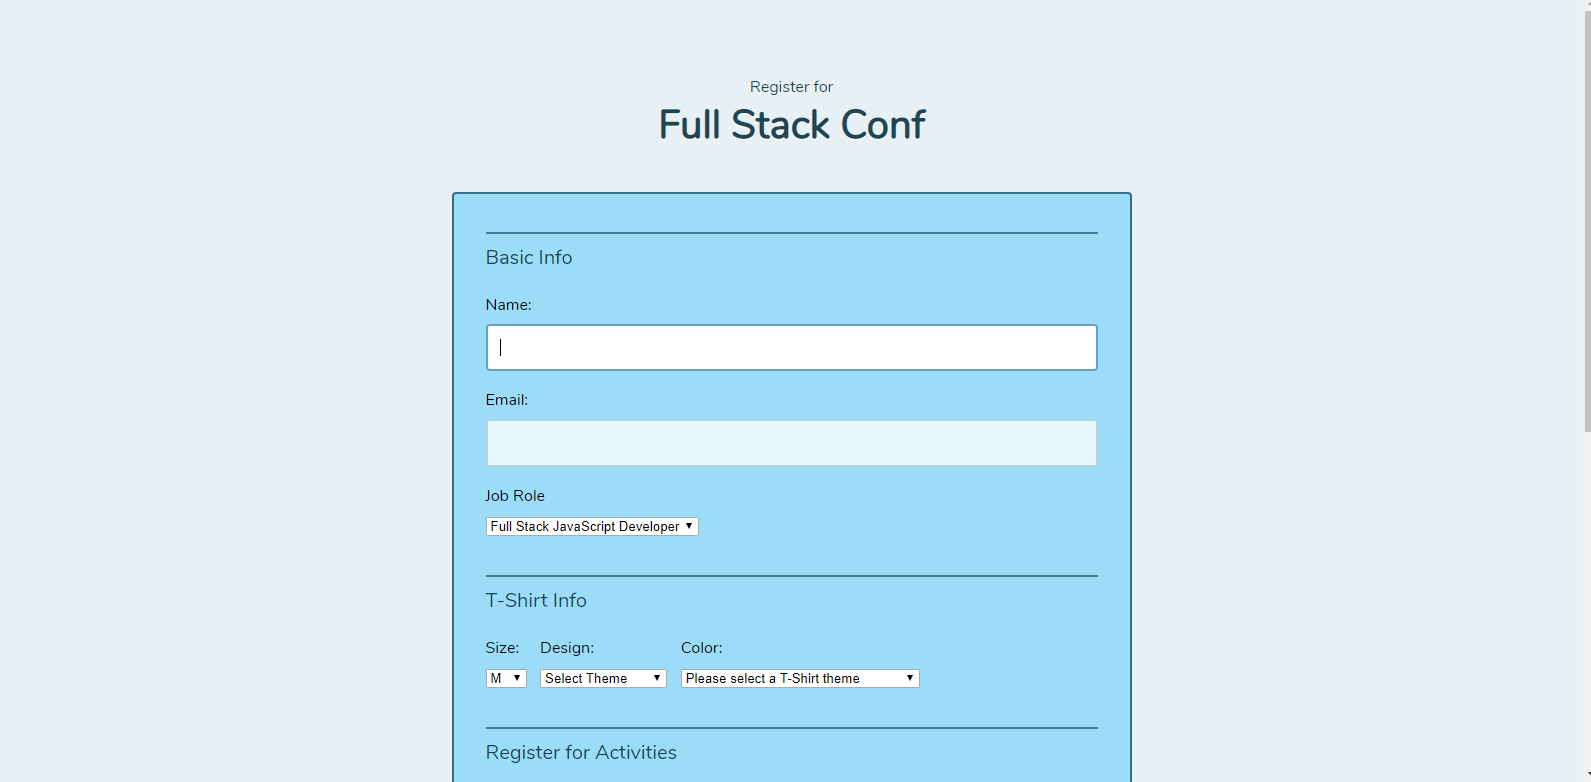 Register for
Full Stack Conf
Basic Info
Name:
Email:
Job Role
Full Stack JavaScript Developer
T-Shirt Info
Size: Design: Color:
M Select Theme Please select a T-Shirt theme
Register for Activities